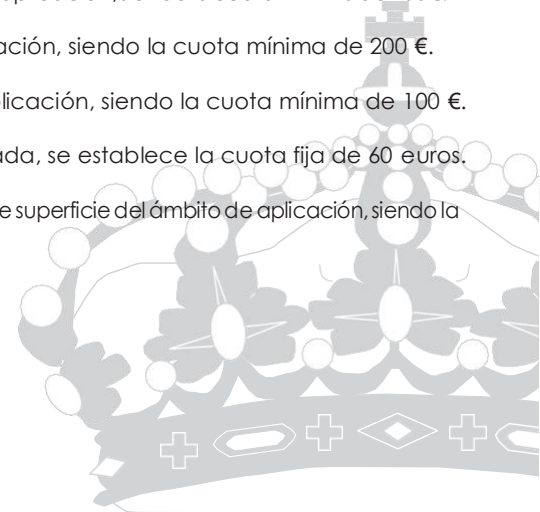 ación, siendo la cuota mínima de 200 €.
licación, siendo la cuota mínima de 100 €.
ada, se establece la cuota fija de 60 euros.
e superficie del ámbito de aplicación, siendo la